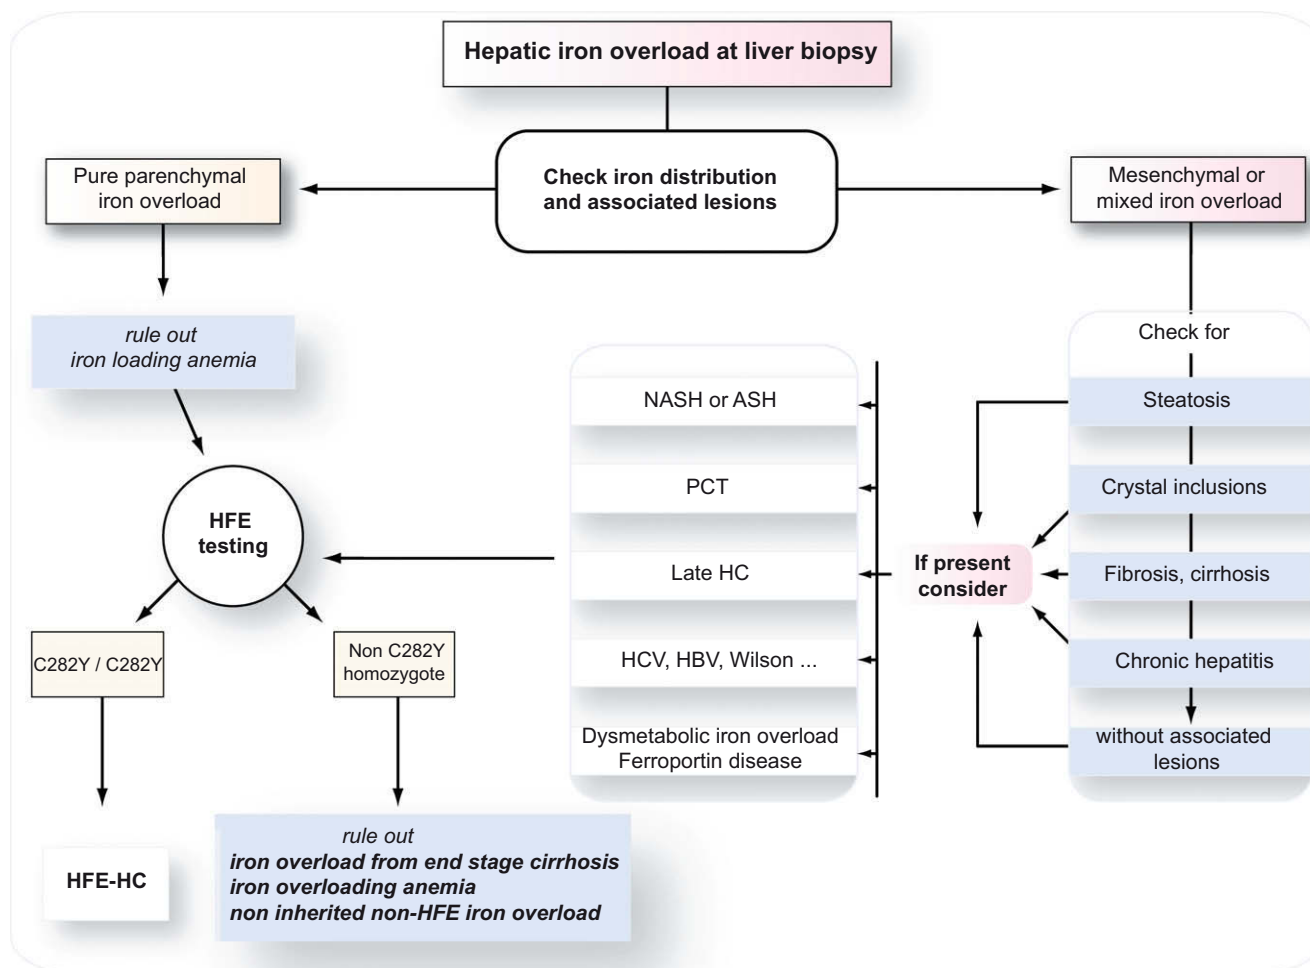 Hepatic iron overload at liver biopsy
Check iron distribution
and associated lesions
Pure parenchymal
iron overload
rule out
iron loading anemia
HFE
testing
C282Y / C282Y
Non C282Y
homozygote
HFE-HC
rule out
iron overload from end stage cirrhosis
iron overloading anemia
non inherited non-HFE iron overload
Mesenchymal or
mixed iron overload
Check for
Steatosis
Crystal inclusions
Fibrosis, cirrhosis
Chronic hepatitis
without associated
lesions
If present
consider
NASH or ASH
PCT
Late HC
HCV, HBV, Wilson ...
Dysmetabolic iron overload
Ferroportin disease